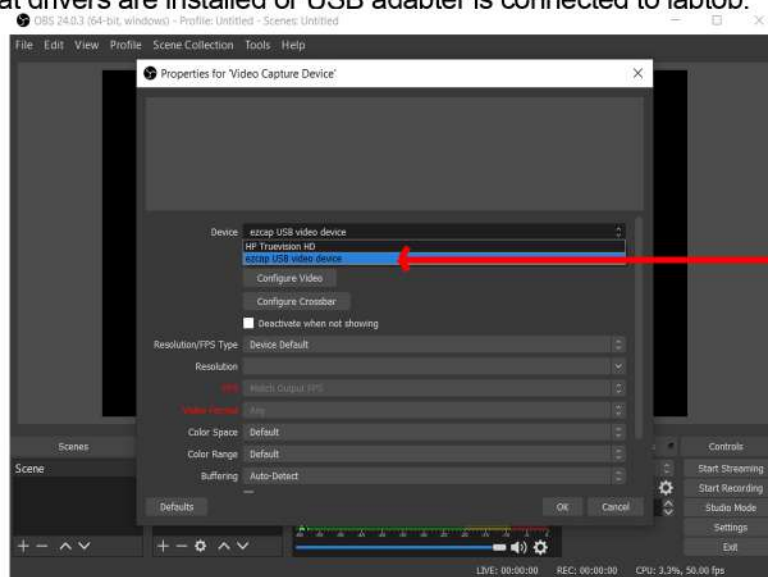 at drivers are installed or USB adapter is connected to laptop.
OBS 24.0.3 (64-bit, windows) - Profile: Untitled - Scenes: Untitled
File Edit View Profile Scene Collection Tools Help
Properties for 'Video Capture Device'
Device ezcap USB video device
HP Truevision HD
ezcap USB video device
Configure Video
Configure Crossbar
Deactivate when not showing
Resolution/FPS Type Device Default
Resolution
FPS Match Output FPS
Video Format Any
Color Space Default
Color Range Default
Buffering Auto-Detect
Defaults OK Cancel
Scenes Controls
Scene Start Streaming
Start Recording
Studio Mode
Settings
Exit
LIVE: 00:00:00 REC: 00:00:00 CPU: 3,3%, 50.00 fps